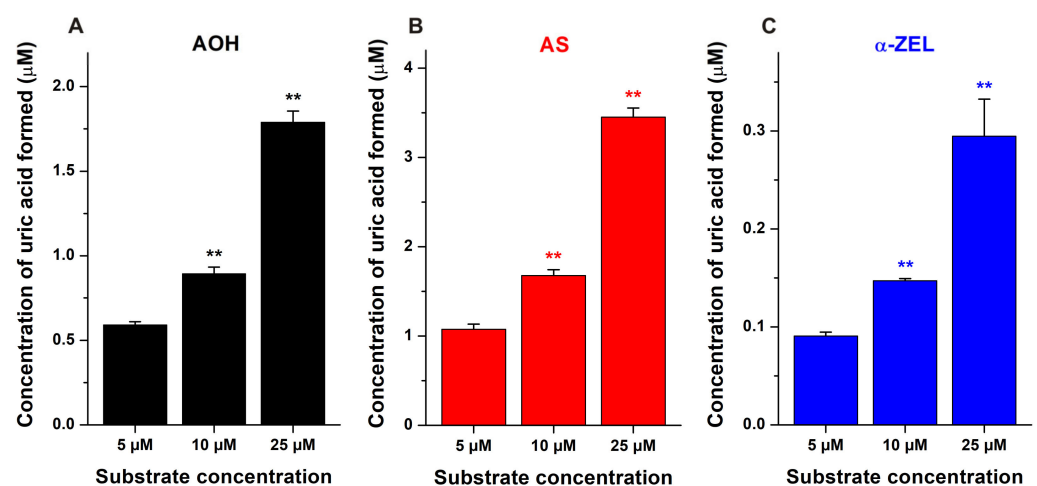 A
AOH
Concentration of uric acid formed (μM)
2.0
1.5
1.0
0.5
0.0
**
**
5 μM 10 μM 25 μM
Substrate concentration
B
AS
Concentration of uric acid formed (μM)
4
3
2
1
0
**
**
5 μM 10 μM 25 μM
Substrate concentration
C
α-ZEL
Concentration of uric acid formed (μM)
0.3
0.2
0.1
0.0
**
**
5 μM 10 μM 25 μM
Substrate concentration